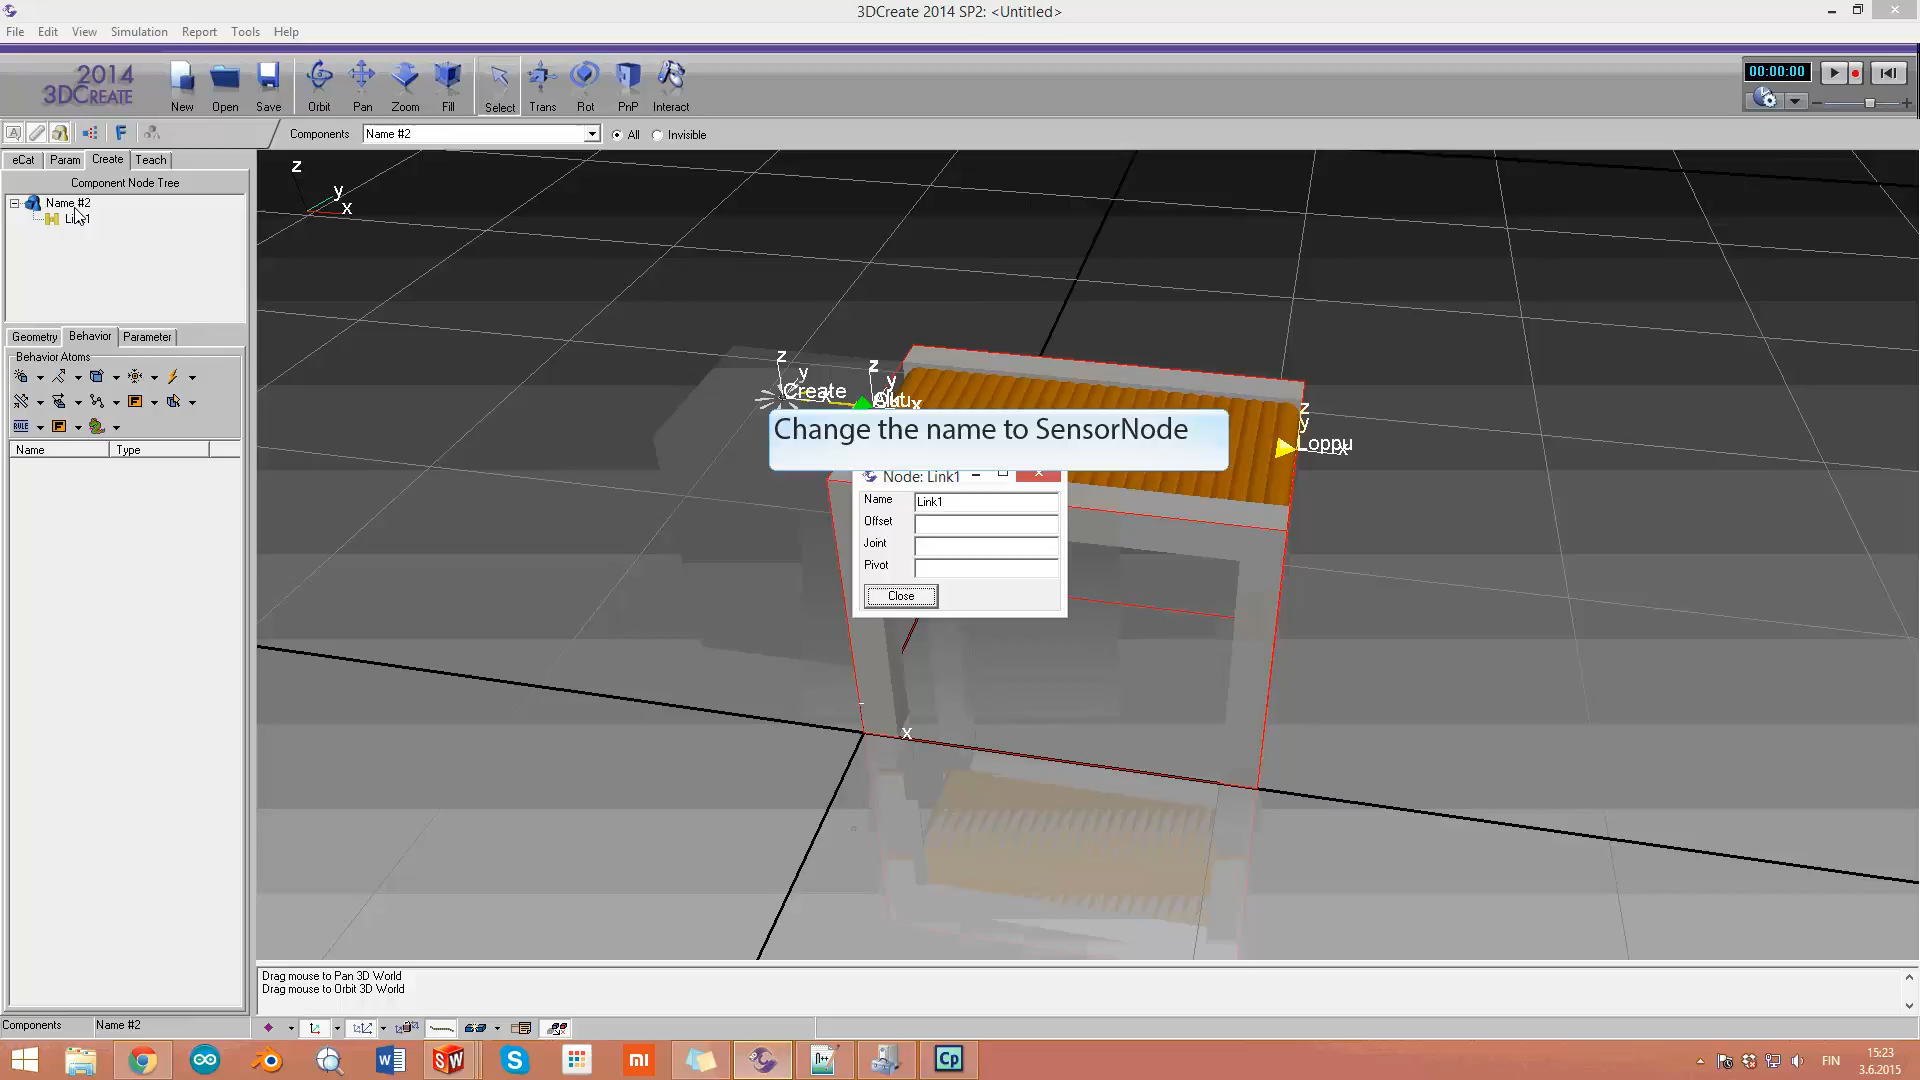 3DCreate 2014 SP2: <Untitled>
File Edit View Simulation Report Tools Help
2014
3DCREATE
New Open Save Orbit Pan Zoom Fill Select Trans Rot PnP Interact
00:00:00
Components Name #2 All Invisible
eCat Param Create Teach
Component Node Tree
Name #2
Link1
Geometry Behavior Parameter
Behavior Atoms
RULE
Name Type
z
y
x
z
y
Create
x
z
y
x
z
y
Loppu
x
Change the name to SensorNode
Node: Link1
Name Link1
Offset
Joint
Pivot
Close
x
Drag mouse to Pan 3D World
Drag mouse to Orbit 3D World
Components Name #2
FIN
15:23
3.6.2015